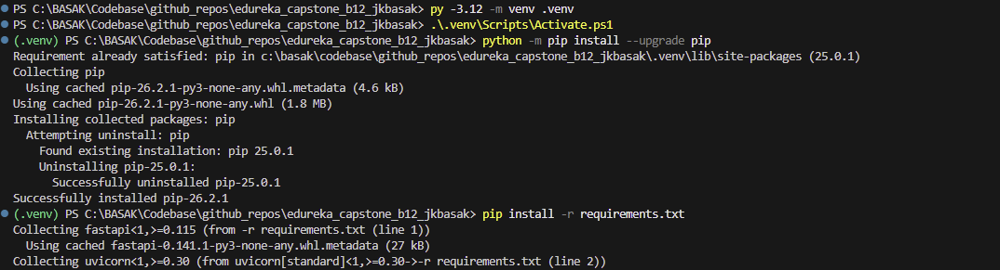 PS C:\BASAK\Codebase\github_repos\edureka_capstone_b12_jkbasak> py -3.12 -m venv .venv
PS C:\BASAK\Codebase\github_repos\edureka_capstone_b12_jkbasak> .\.venv\Scripts\Activate.ps1
(.venv) PS C:\BASAK\Codebase\github_repos\edureka_capstone_b12_jkbasak> python -m pip install --upgrade pip
Requirement already satisfied: pip in c:\basak\codebase\github_repos\edureka_capstone_b12_jkbasak\.venv\lib\site-packages (25.0.1)
Collecting pip
  Using cached pip-26.2.1-py3-none-any.whl.metadata (4.6 kB)
Using cached pip-26.2.1-py3-none-any.whl (1.8 MB)
Installing collected packages: pip
  Attempting uninstall: pip
    Found existing installation: pip 25.0.1
    Uninstalling pip-25.0.1:
      Successfully uninstalled pip-25.0.1
Successfully installed pip-26.2.1
(.venv) PS C:\BASAK\Codebase\github_repos\edureka_capstone_b12_jkbasak> pip install -r requirements.txt
Collecting fastapi<1,>=0.115 (from -r requirements.txt (line 1))
  Using cached fastapi-0.141.1-py3-none-any.whl.metadata (27 kB)
Collecting uvicorn<1,>=0.30 (from uvicorn[standard]<1,>=0.30->-r requirements.txt (line 2))